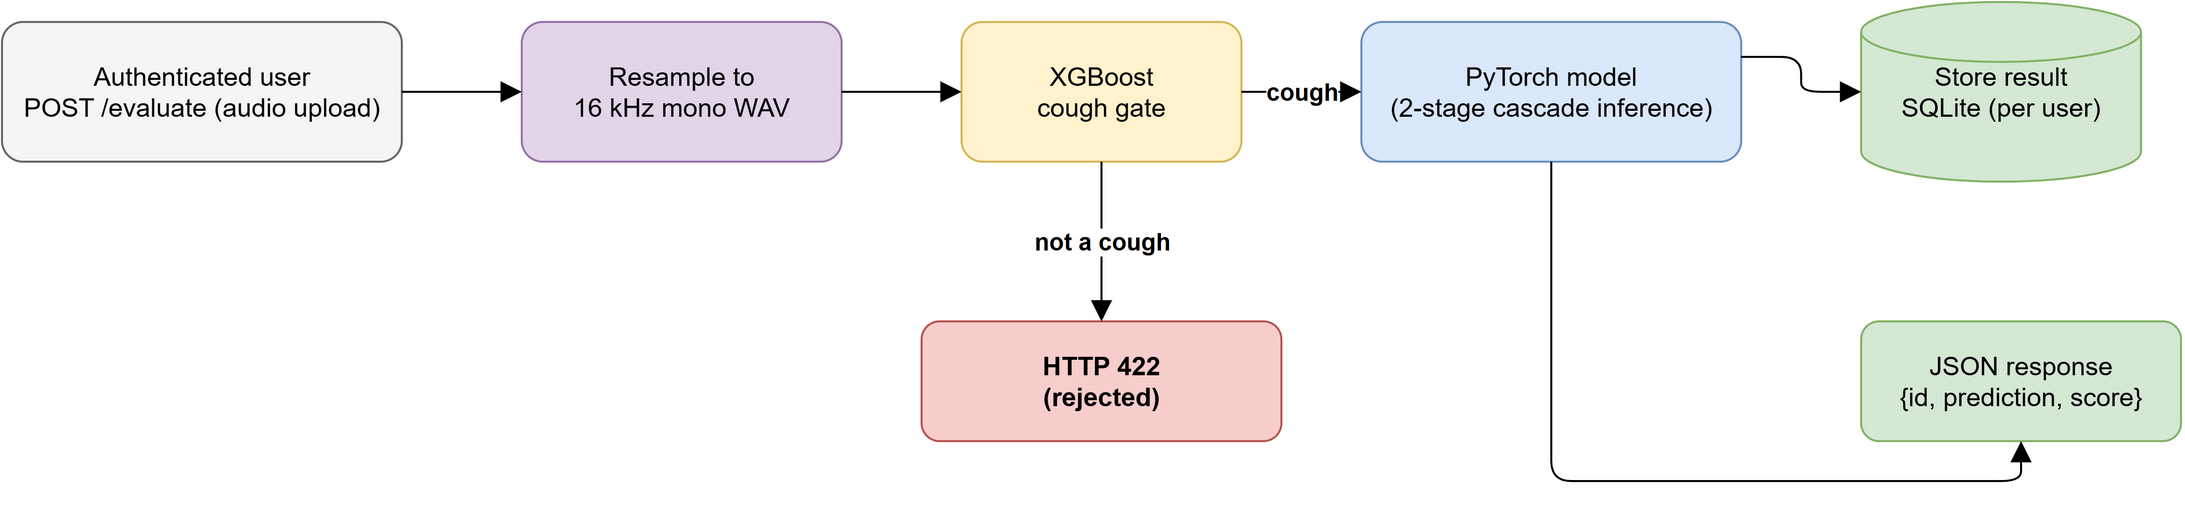 Authenticated user
POST /evaluate (audio upload)
Resample to
16 kHz mono WAV
XGBoost
cough gate
cough
PyTorch model
(2-stage cascade inference)
Store result
SQLite (per user)
not a cough
HTTP 422
(rejected)
JSON response
{id, prediction, score}